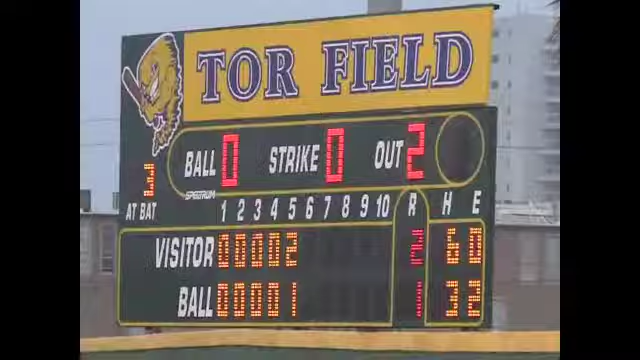 TOR FIELD
BALL 0 STRIKE 0 OUT 2
SPECTRUM
3
AT BAT
1 2 3 4 5 6 7 8 9 10 R H E
VISITOR 0 0 0 0 2 2 6 0
BALL 0 0 0 0 1 1 3 2